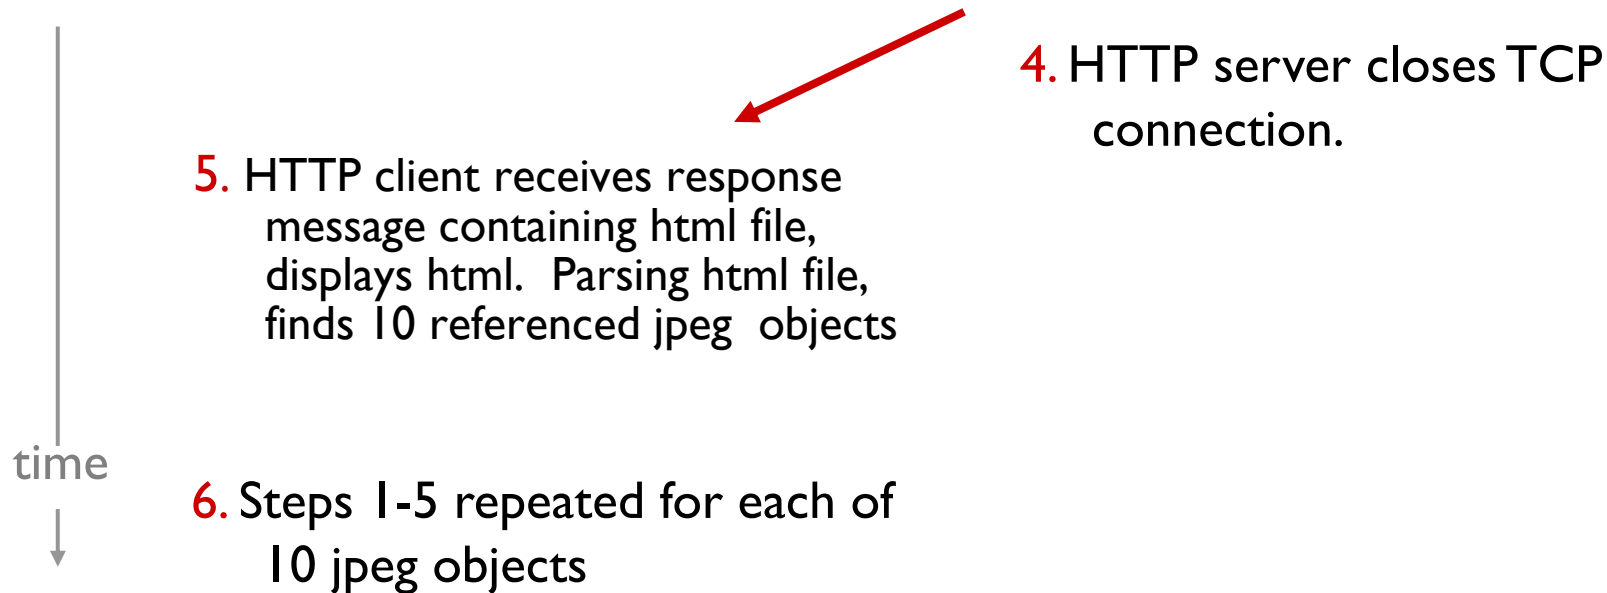 4. HTTP server closes TCP
connection.
5. HTTP client receives response
message containing html file,
displays html.  Parsing html file,
finds 10 referenced jpeg  objects
time
6. Steps 1-5 repeated for each of
10 jpeg objects